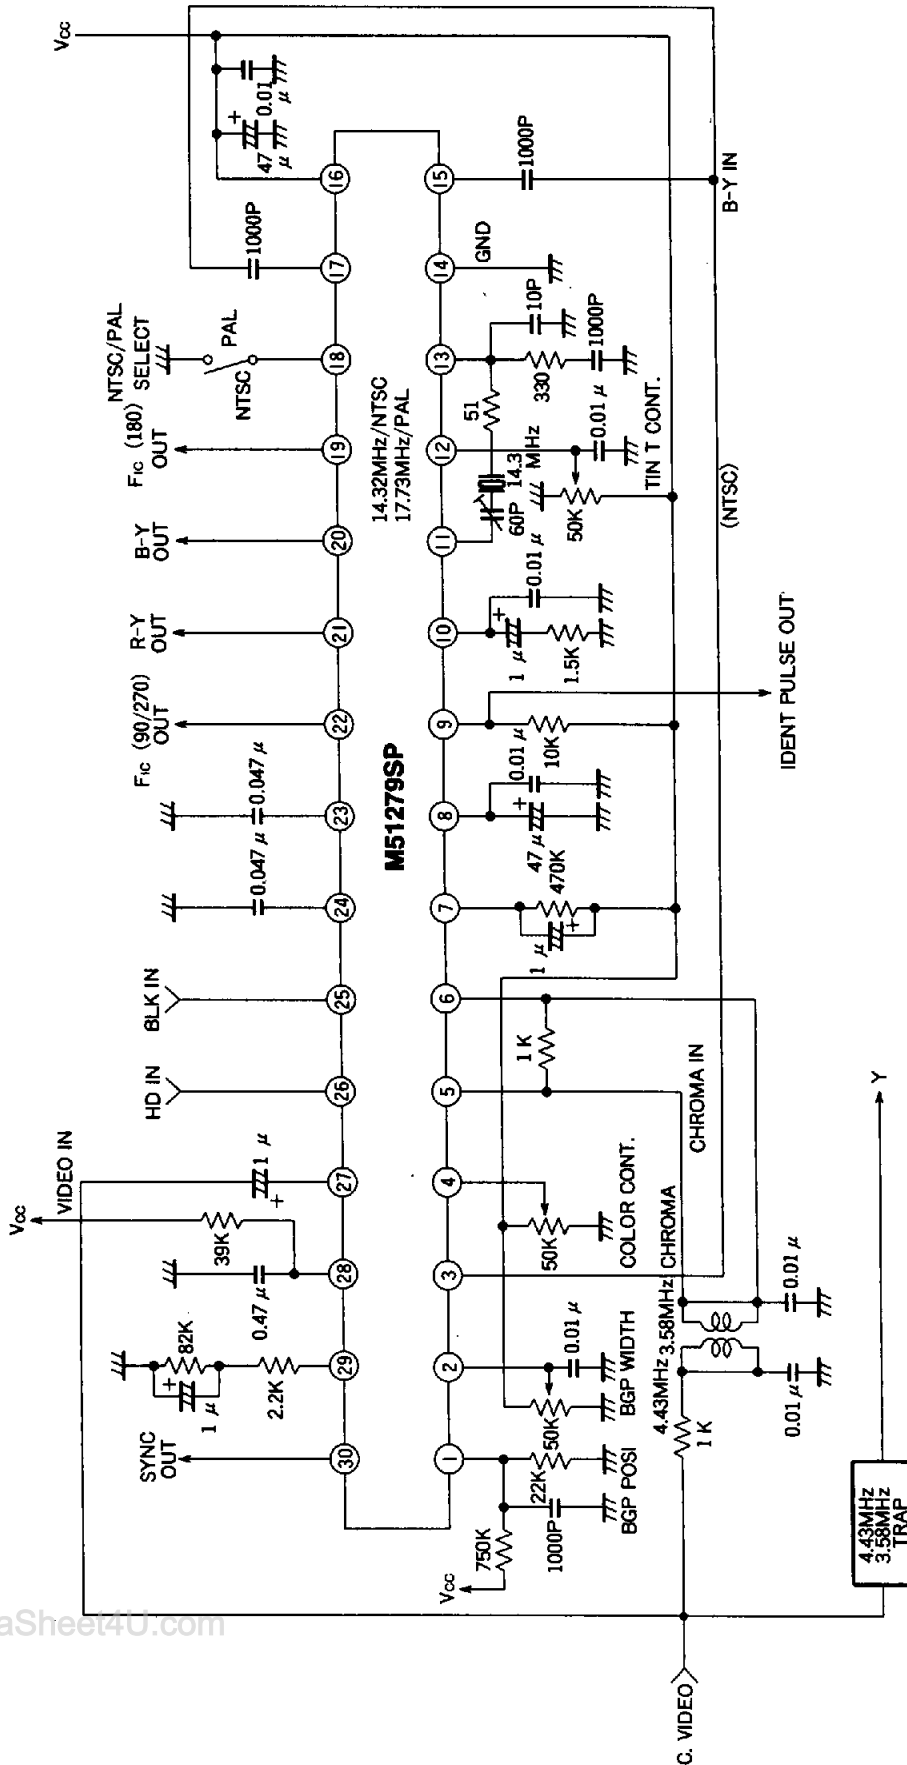 Vcc
47 μ
+
0.01 μ
16
15
1000P
B-Y IN
1000P
17
14
GND
NTSC/PAL
SELECT
PAL
NTSC
18
13
10P
51
330
1000P
FIC (180)
OUT
19
14.32MHz/NTSC
17.73MHz/PAL
12
14.3
MHz
60P
0.01 μ
50K
TIN T CONT.
(NTSC)
B-Y
OUT
20
11
R-Y
OUT
21
10
+
1 μ
0.01 μ
1.5K
FIC (90/270)
OUT
22
9
10K
IDENT PULSE OUT
0.047 μ
23
M51279SP
8
+
47 μ
0.01 μ
0.047 μ
24
7
470K
1 μ
+
BLK IN
25
6
1 K
HD IN
26
5
CHROMA IN
VIDEO IN
1 μ
+
27
4
50K
COLOR CONT.
Vcc
39K
0.47 μ
28
3
82K
+
1 μ
2.2K
29
2
0.01 μ
50K
BGP WIDTH
SYNC
OUT
30
1
22K
1000P
BGP POSI
750K
Vcc
4.43MHz 3.58MHz CHROMA
1 K
0.01 μ
0.01 μ
Y
4.43MHz
3.58MHz
TRAP
C. VIDEO
aSheet4U.com